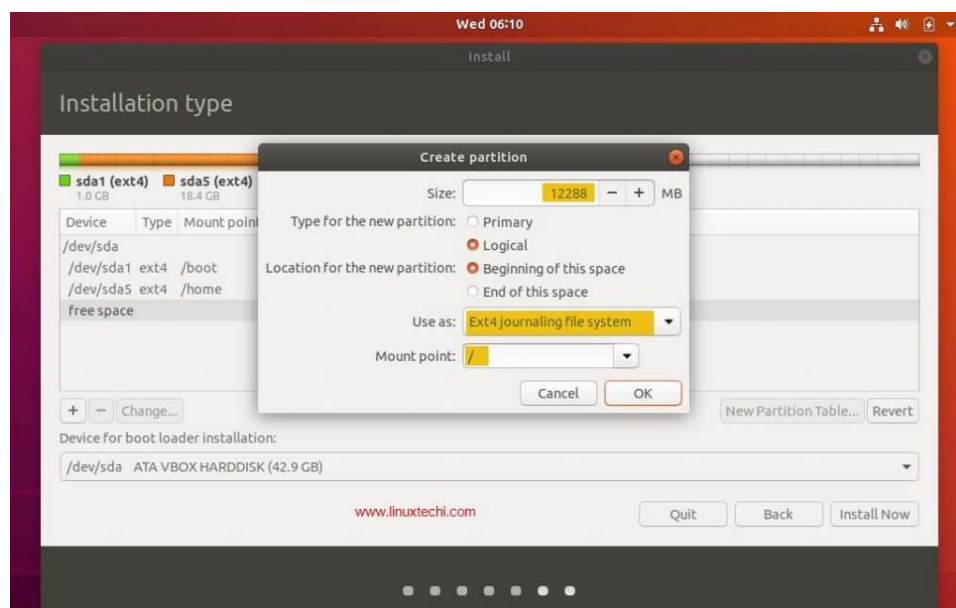 Wed 06:10
Install
Installation type
sda1 (ext4) sda5 (ext4)
1.0 GB 18.4 GB
Device Type Mount point
/dev/sda
/dev/sda1 ext4 /boot
/dev/sda5 ext4 /home
free space
Create partition
Size: 12288 − + MB
Type for the new partition: Primary
Logical
Location for the new partition: Beginning of this space
End of this space
Use as: Ext4 journaling file system
Mount point: /
Cancel OK
+ − Change... New Partition Table... Revert
Device for boot loader installation:
/dev/sda ATA VBOX HARDDISK (42.9 GB)
www.linuxtechi.com
Quit Back Install Now